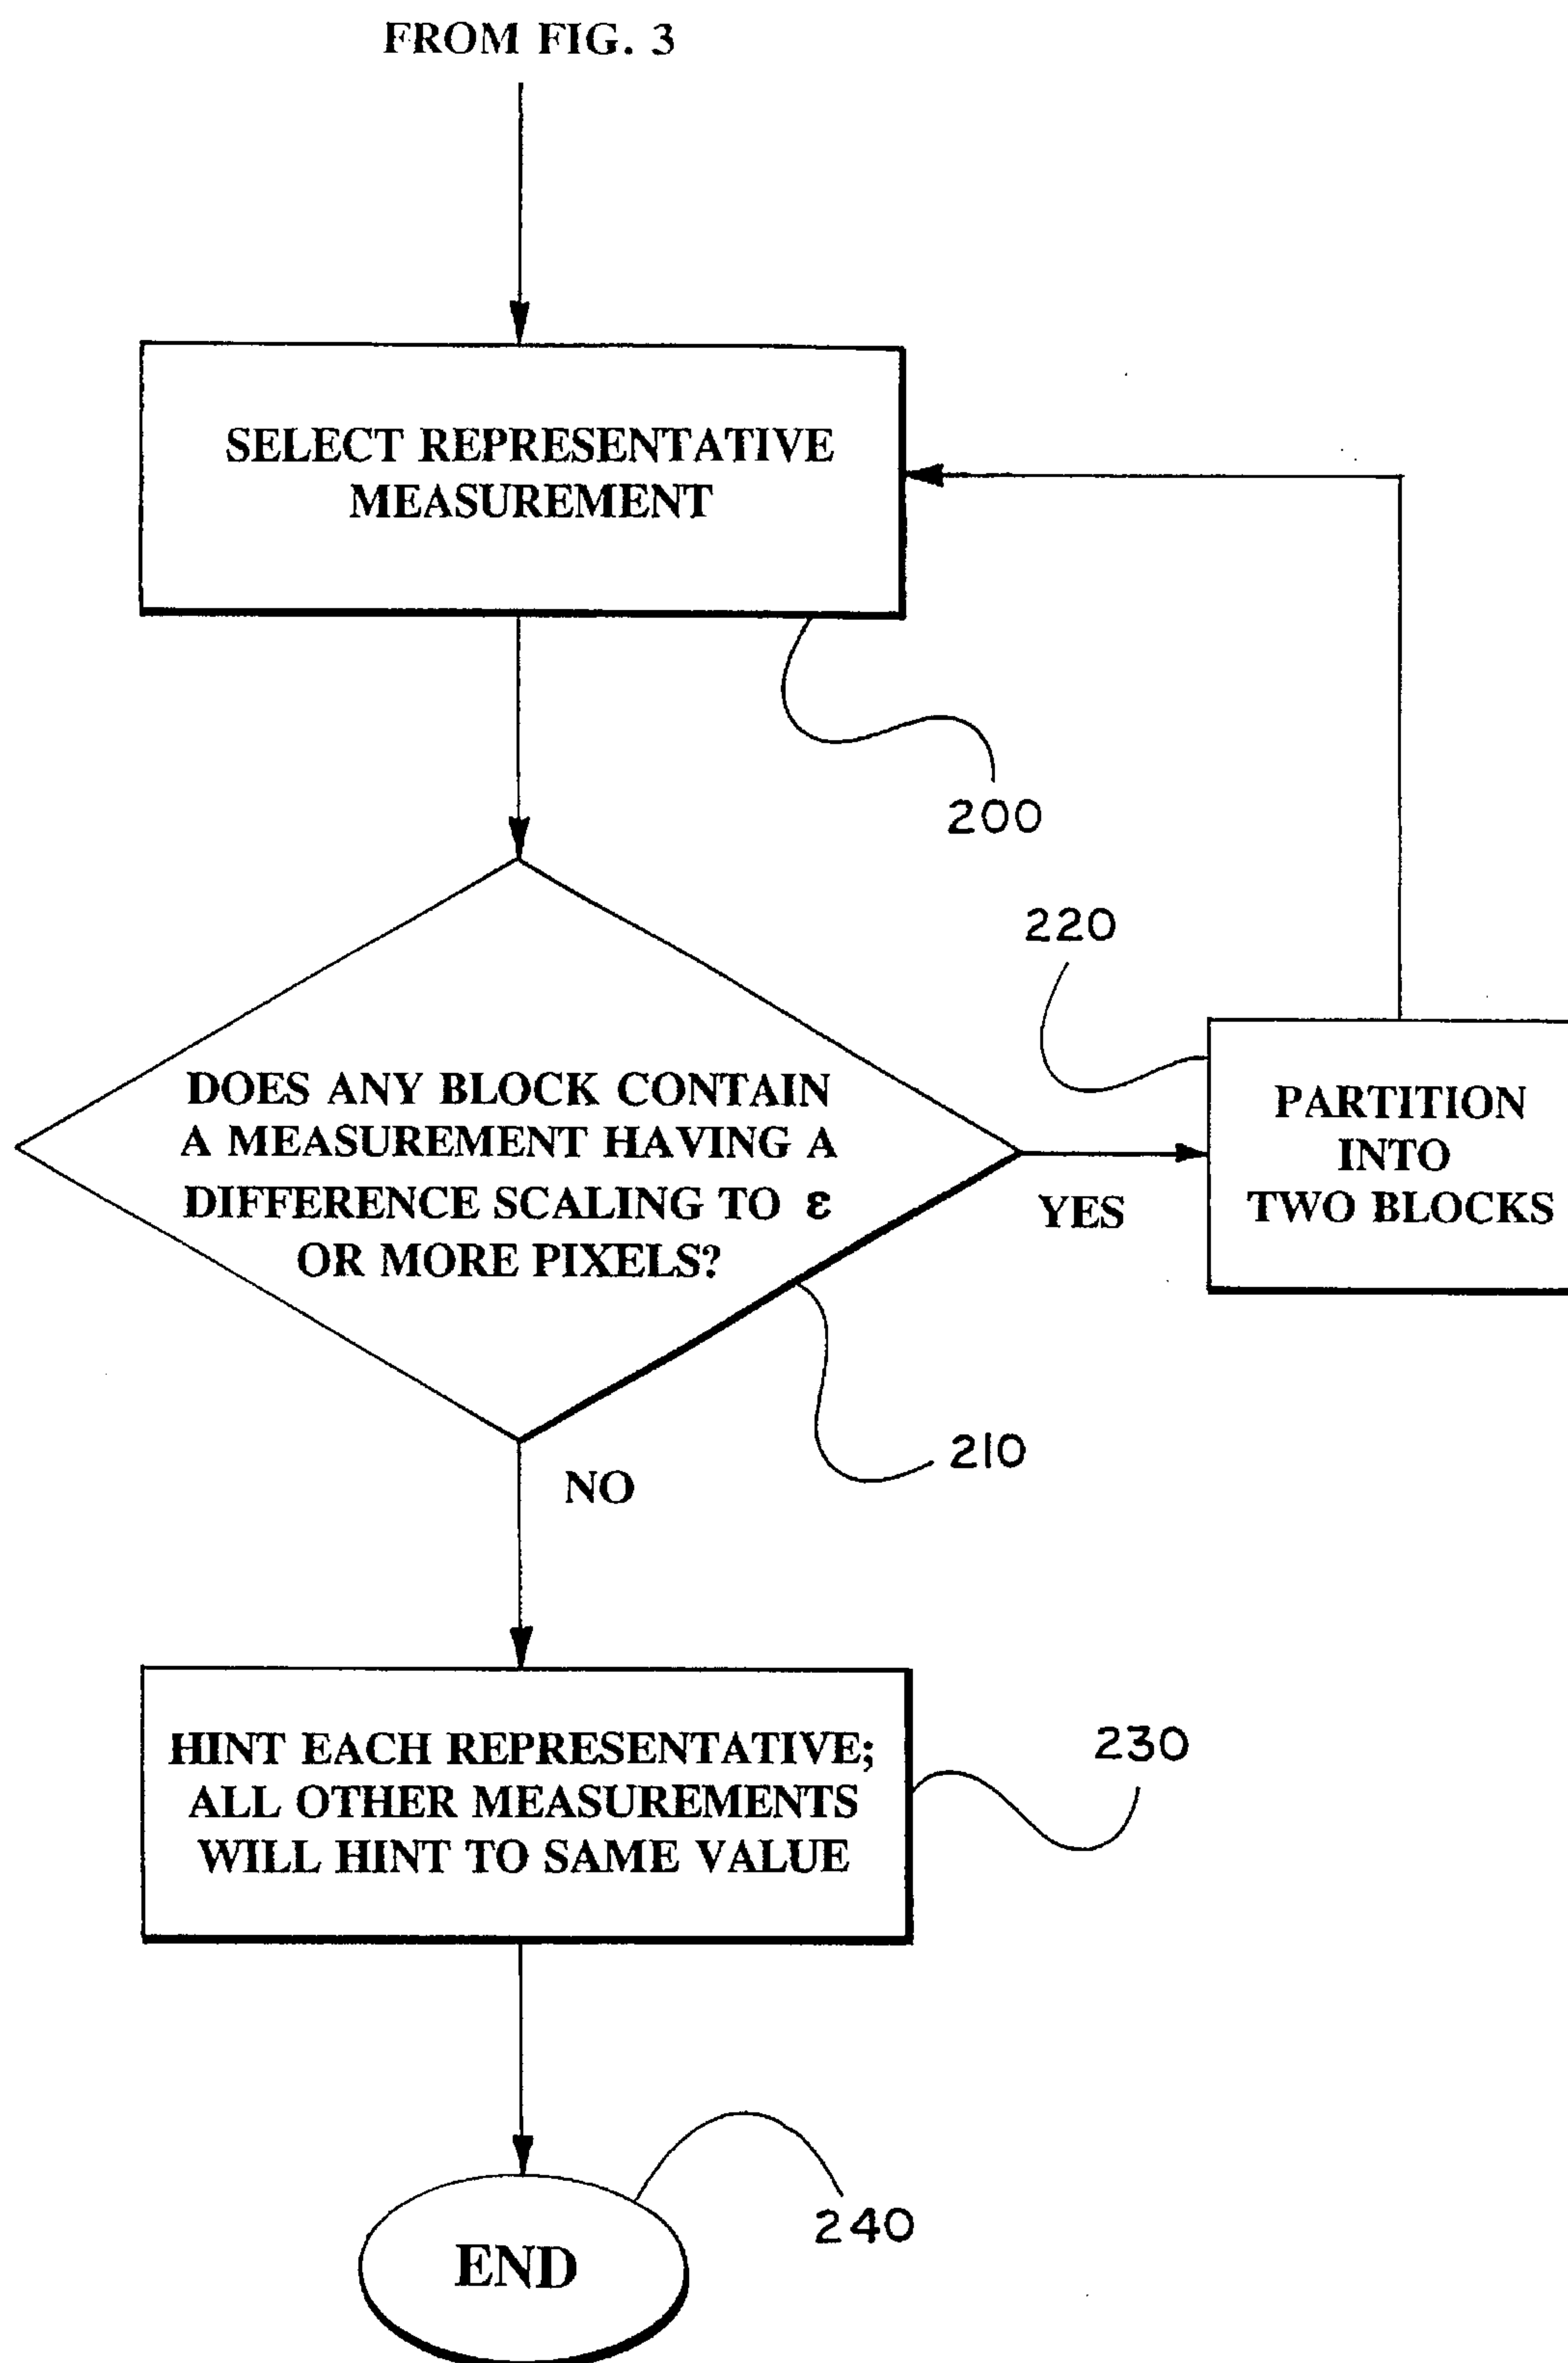 FROM FIG. 3
SELECT REPRESENTATIVE
MEASUREMENT
200
220
DOES ANY BLOCK CONTAIN
A MEASUREMENT HAVING A
DIFFERENCE SCALING TO ε
OR MORE PIXELS?
YES
PARTITION
INTO
TWO BLOCKS
210
NO
HINT EACH REPRESENTATIVE;
ALL OTHER MEASUREMENTS
WILL HINT TO SAME VALUE
230
240
END